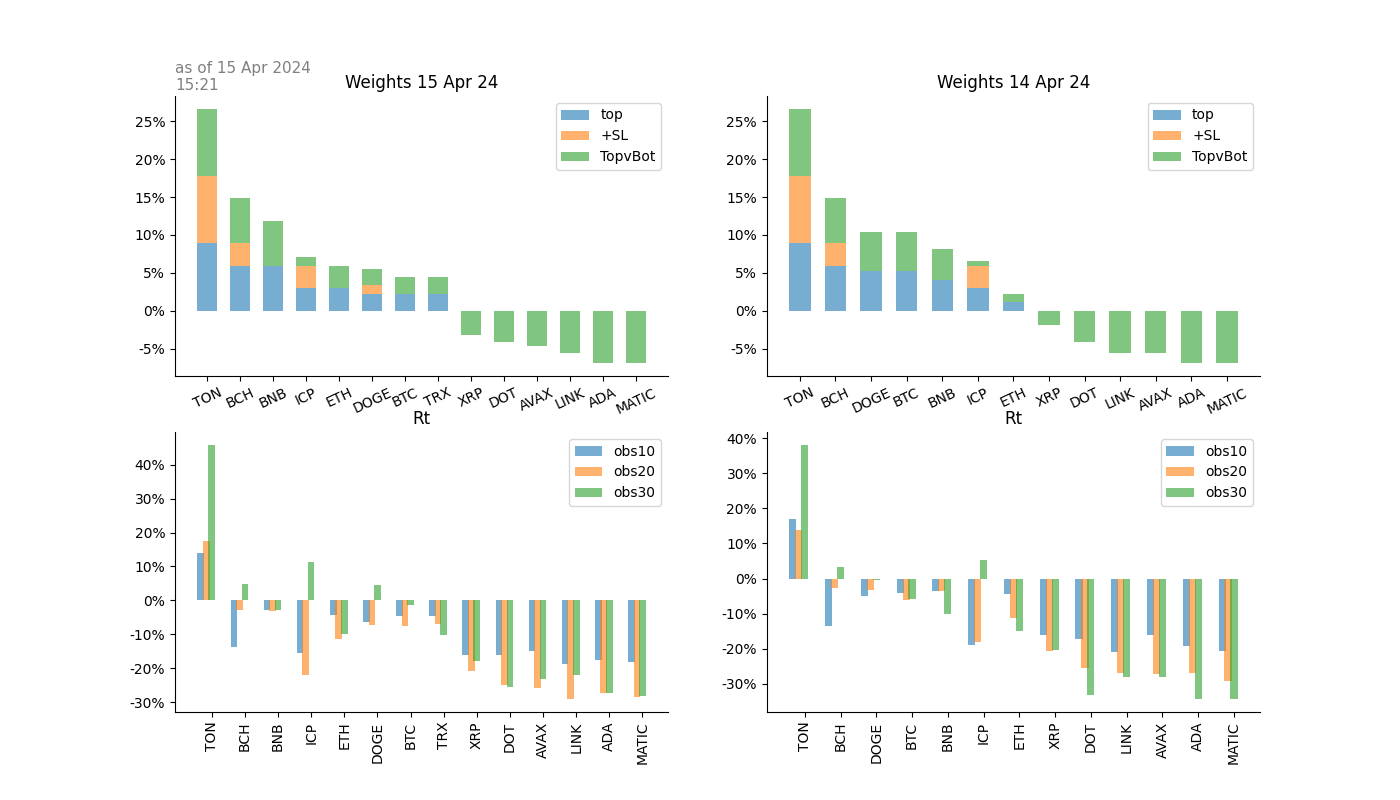 as of 15 Apr 2024
15:21
Weights 15 Apr 24
25%
20%
15%
10%
5%
0%
-5%
top
+SL
TopvBot
TON BCH BNB ICP ETH DOGE BTC TRX XRP DOT AVAX LINK ADA MATIC
Weights 14 Apr 24
25%
20%
15%
10%
5%
0%
-5%
top
+SL
TopvBot
TON BCH DOGE BTC BNB ICP ETH XRP DOT LINK AVAX ADA MATIC
Rt
40%
30%
20%
10%
0%
-10%
-20%
-30%
obs10
obs20
obs30
TON BCH BNB ICP ETH DOGE BTC TRX XRP DOT AVAX LINK ADA MATIC
Rt
40%
30%
20%
10%
0%
-10%
-20%
-30%
obs10
obs20
obs30
TON BCH DOGE BTC BNB ICP ETH XRP DOT LINK AVAX ADA MATIC